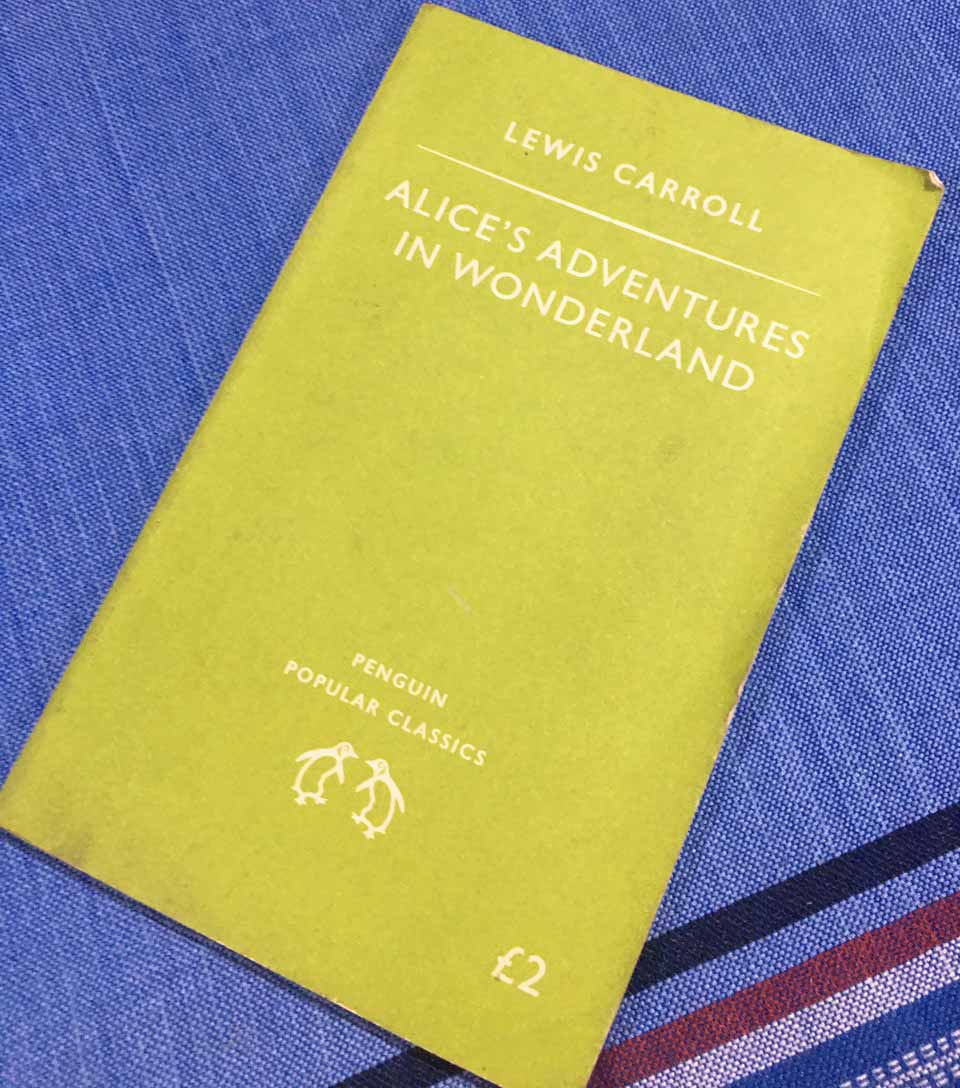 LEWIS CARROLL
ALICE'S ADVENTURES
IN WONDERLAND
PENGUIN
POPULAR CLASSICS
£2